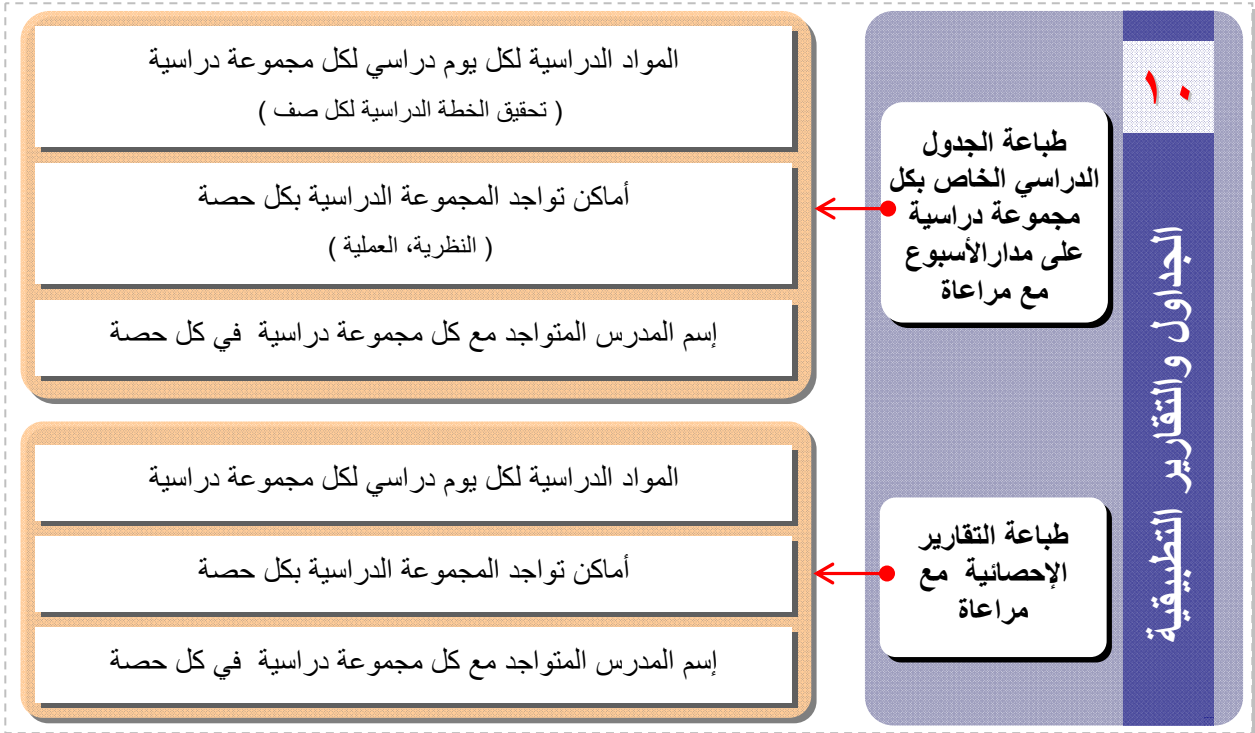 ١٠
الجداول والتقارير التطبيقية
طباعة الجدول
الدراسي الخاص بكل
مجموعة دراسية
على مدارالأسبوع
مع مراعاة
المواد الدراسية لكل يوم دراسي لكل مجموعة دراسية
( تحقيق الخطة الدراسية لكل صف )
أماكن تواجد المجموعة الدراسية بكل حصة
( النظرية، العملية )
إسم المدرس المتواجد مع كل مجموعة دراسية في كل حصة
طباعة التقارير
الإحصائية مع
مراعاة
المواد الدراسية لكل يوم دراسي لكل مجموعة دراسية
أماكن تواجد المجموعة الدراسية بكل حصة
إسم المدرس المتواجد مع كل مجموعة دراسية في كل حصة